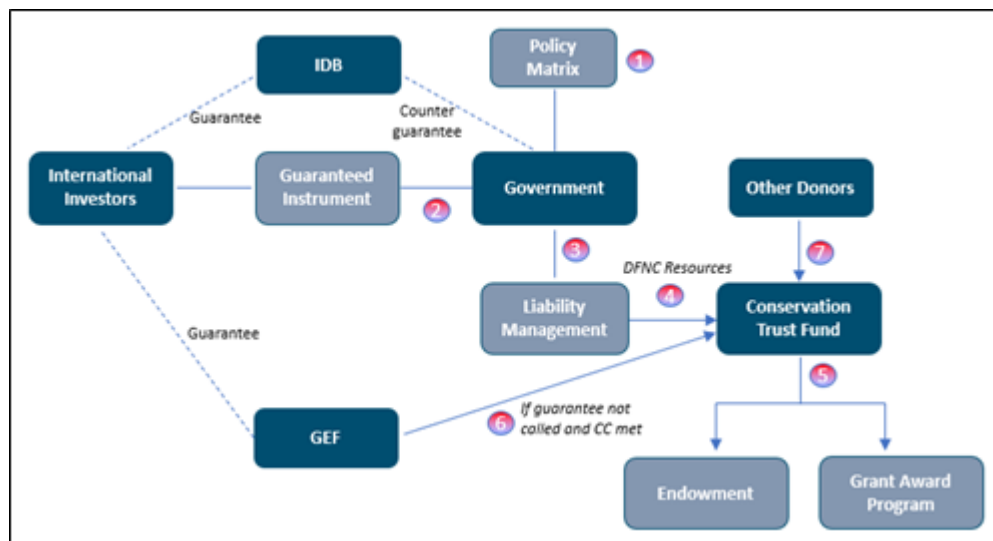 Policy
Matrix
1
IDB
Guarantee
Counter
guarantee
International
Investors
Guaranteed
Instrument
2
Government
Other Donors
3
7
DFNC Resources
4
Liability
Management
Conservation
Trust Fund
Guarantee
5
6
If guarantee not
called and CC met
GEF
Endowment
Grant Award
Program